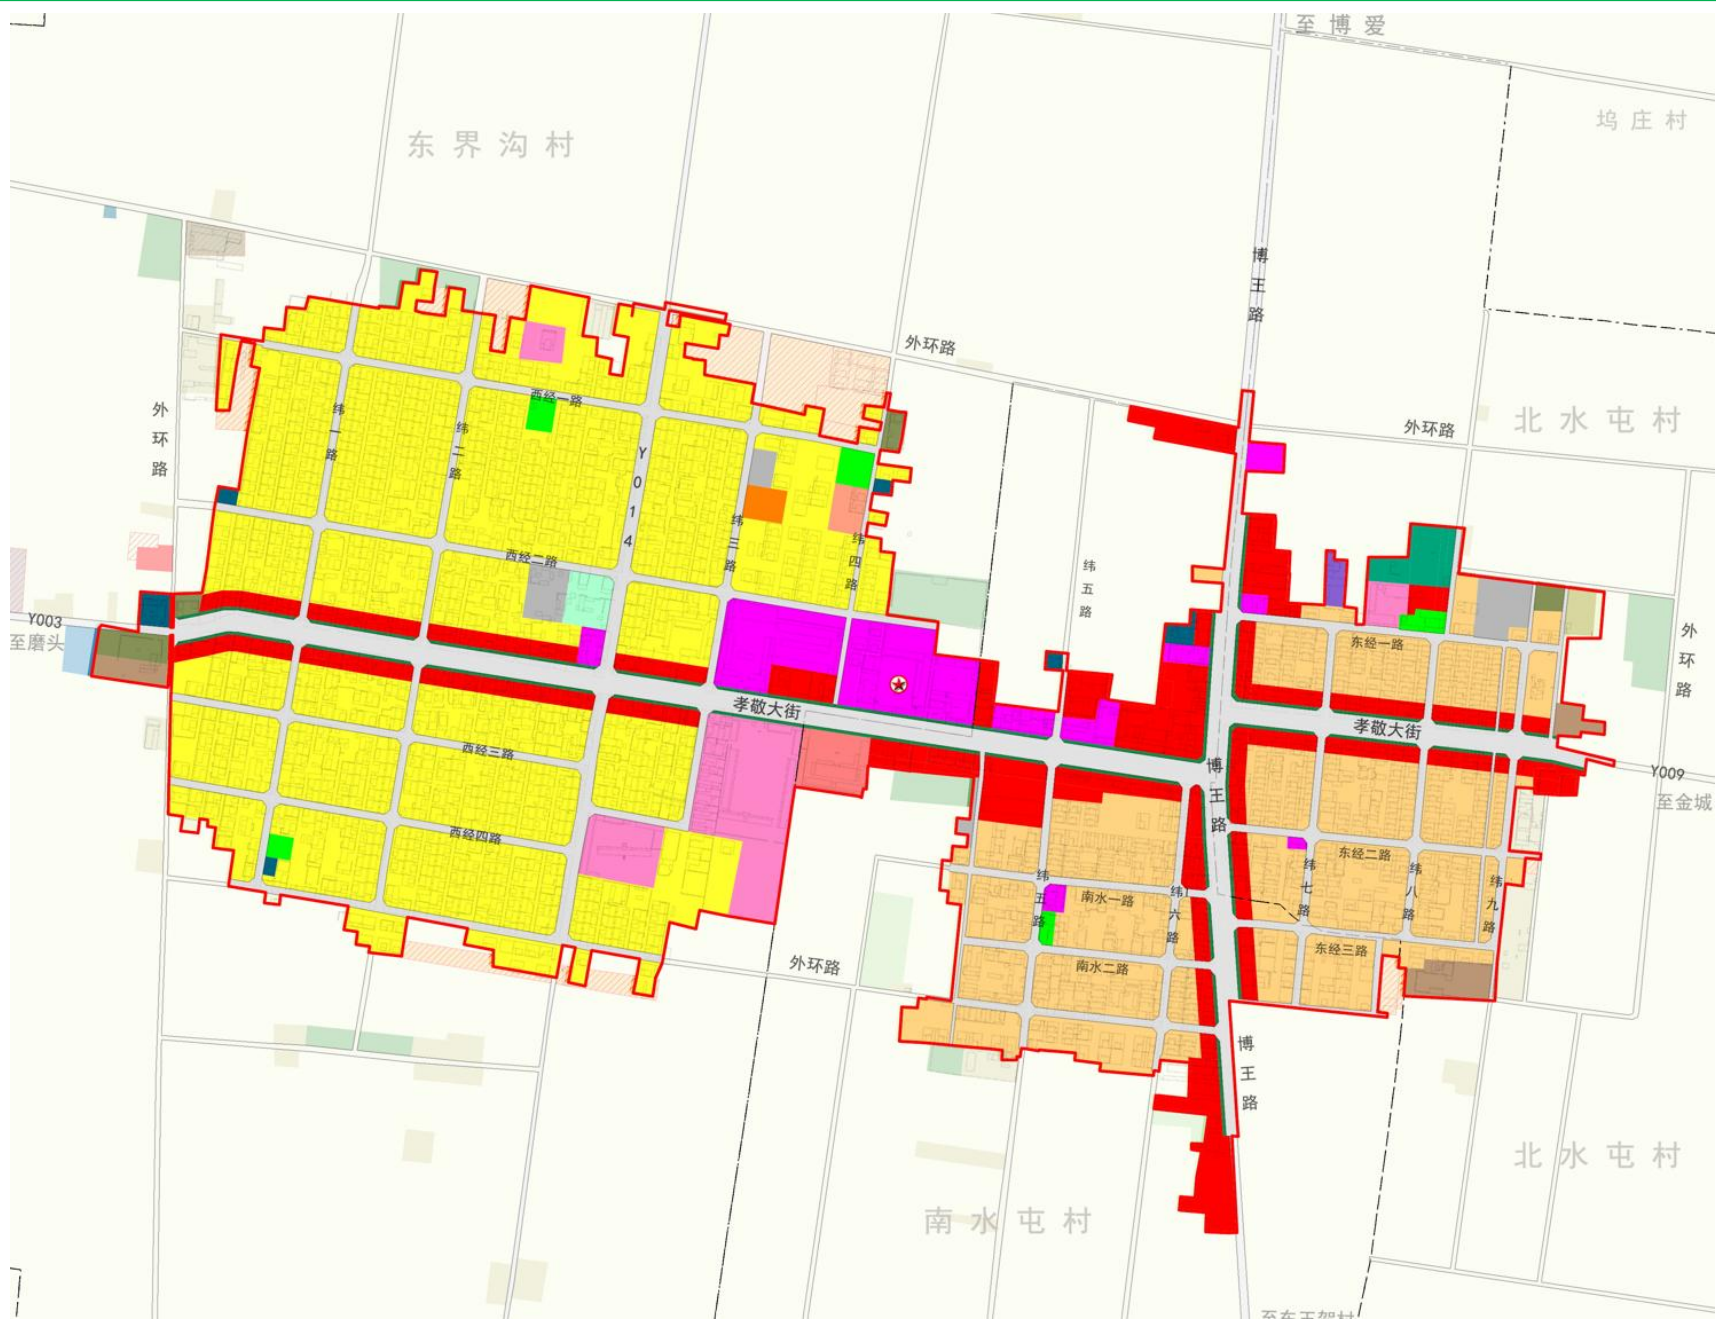 至博爱
坞庄村
东界沟村
博王路
外环路
西经一路
外环路
纬一路
纬二路
Y014
外环路
北水屯村
纬三路
纬四路
西经二路
纬五路
Y003
至磨头
东经一路
外环路
孝敬大街
孝敬大街
西经三路
博王路
Y009
至金城
西经四路
东经二路
纬五路
南水一路
纬六路
纬七路
纬八路
纬九路
东经三路
外环路
南水二路
博王路
北水屯村
南水屯村